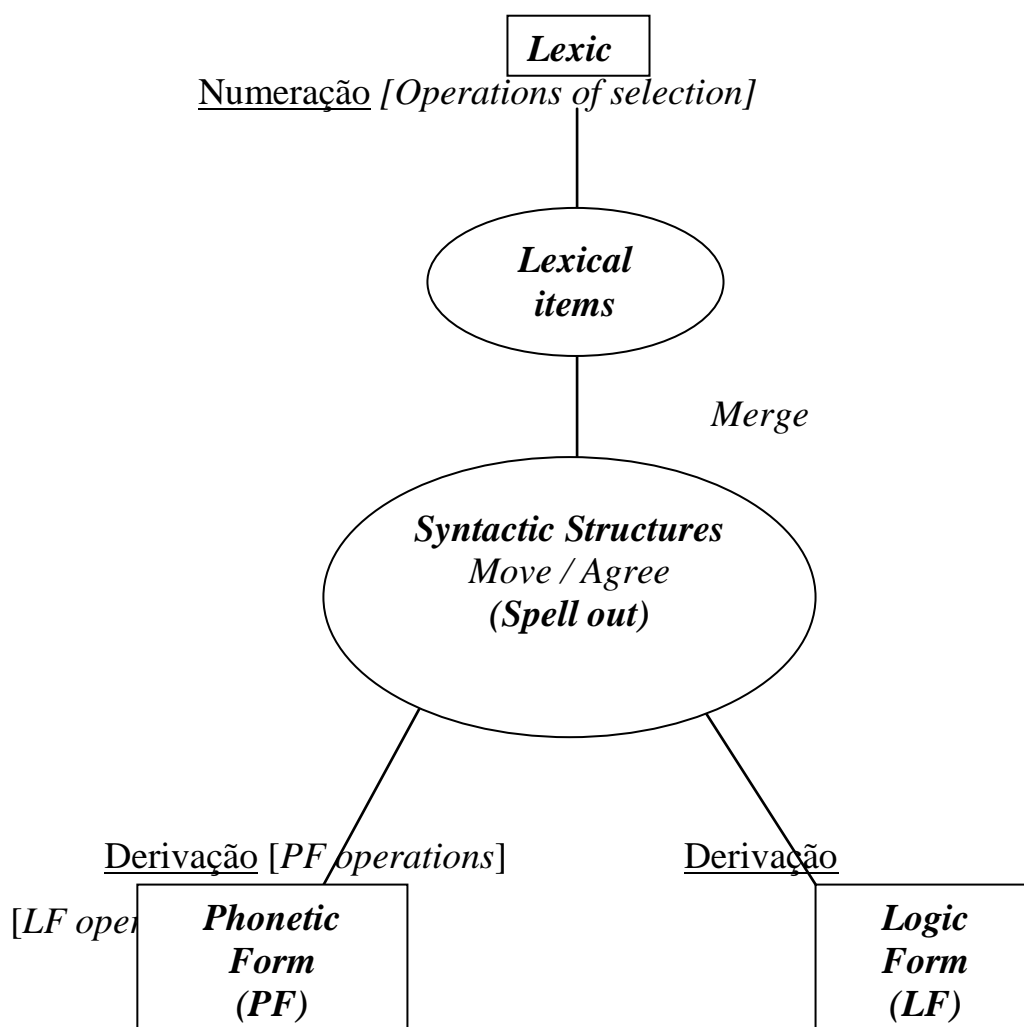 Lexic
Numeração [Operations of selection]
Lexical
items
Merge
Syntactic Structures
Move / Agree
(Spell out)
Derivação [PF operations]
Derivação
[LF
Phonetic
Form
(PF)
Logic
Form
(LF)